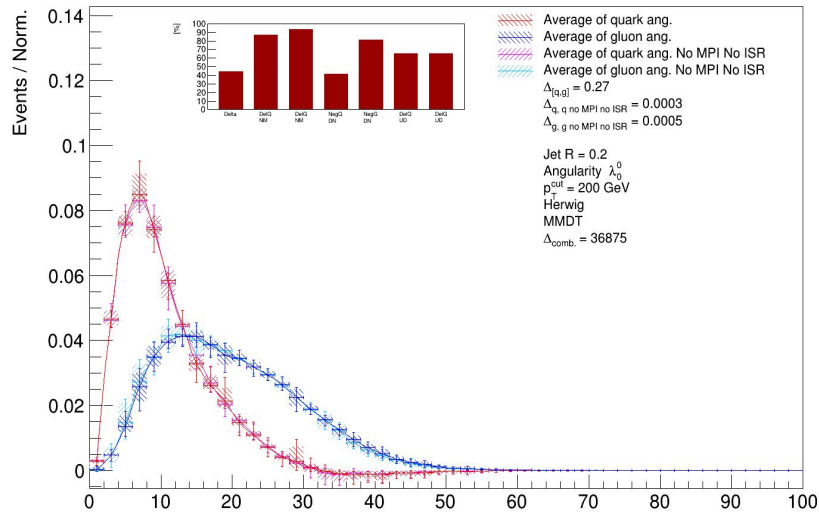 Events / Norm.
0.14
0.12
0.1
0.08
0.06
0.04
0.02
0
[%]
100
90
80
70
60
50
40
30
20
10
0
Delta
DelQ NM
DelG NM
NegQ DN
NegG DN
DelQ UD
DelG UD
Average of quark ang.
Average of gluon ang.
Average of quark ang. No MPI No ISR
Average of gluon ang. No MPI No ISR
Δ[q,g] = 0.27
Δq, q no MPI no ISR = 0.0003
Δg, g no MPI no ISR = 0.0005
Jet R = 0.2
Angularity λ⁰₀
pTcut = 200 GeV
Herwig
MMDT
Δcomb. = 36875
0 10 20 30 40 50 60 70 80 90 100